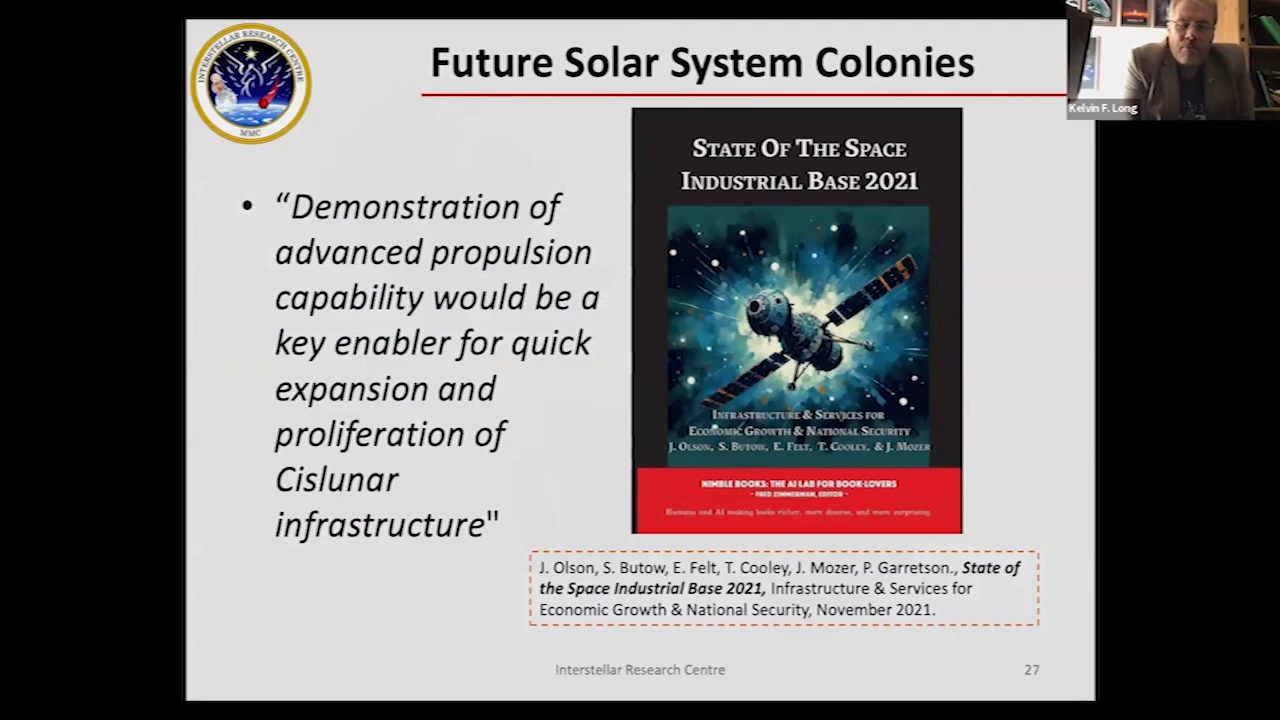 INTERSTELLAR RESEARCH CENTRE
MMC
Future Solar System Colonies
Kelvin F. Long
• “Demonstration of
advanced propulsion
capability would be a
key enabler for quick
expansion and
proliferation of
Cislunar
infrastructure"
STATE OF THE SPACE
INDUSTRIAL BASE 2021
INFRASTRUCTURE & SERVICES FOR
ECONOMIC GROWTH & NATIONAL SECURITY
J. OLSON, S. BUTOW, E. FELT, T. COOLEY, & J. MOZER
NIMBLE BOOKS: THE AI LAB FOR BOOK-LOVERS
~ FRED ZIMMERMAN, EDITOR ~
Humans and AI making books richer, more diverse, and more surprising.
J. Olson, S. Butow, E. Felt, T. Cooley, J. Mozer, P. Garretson., State of
the Space Industrial Base 2021, Infrastructure & Services for
Economic Growth & National Security, November 2021.
Interstellar Research Centre
27